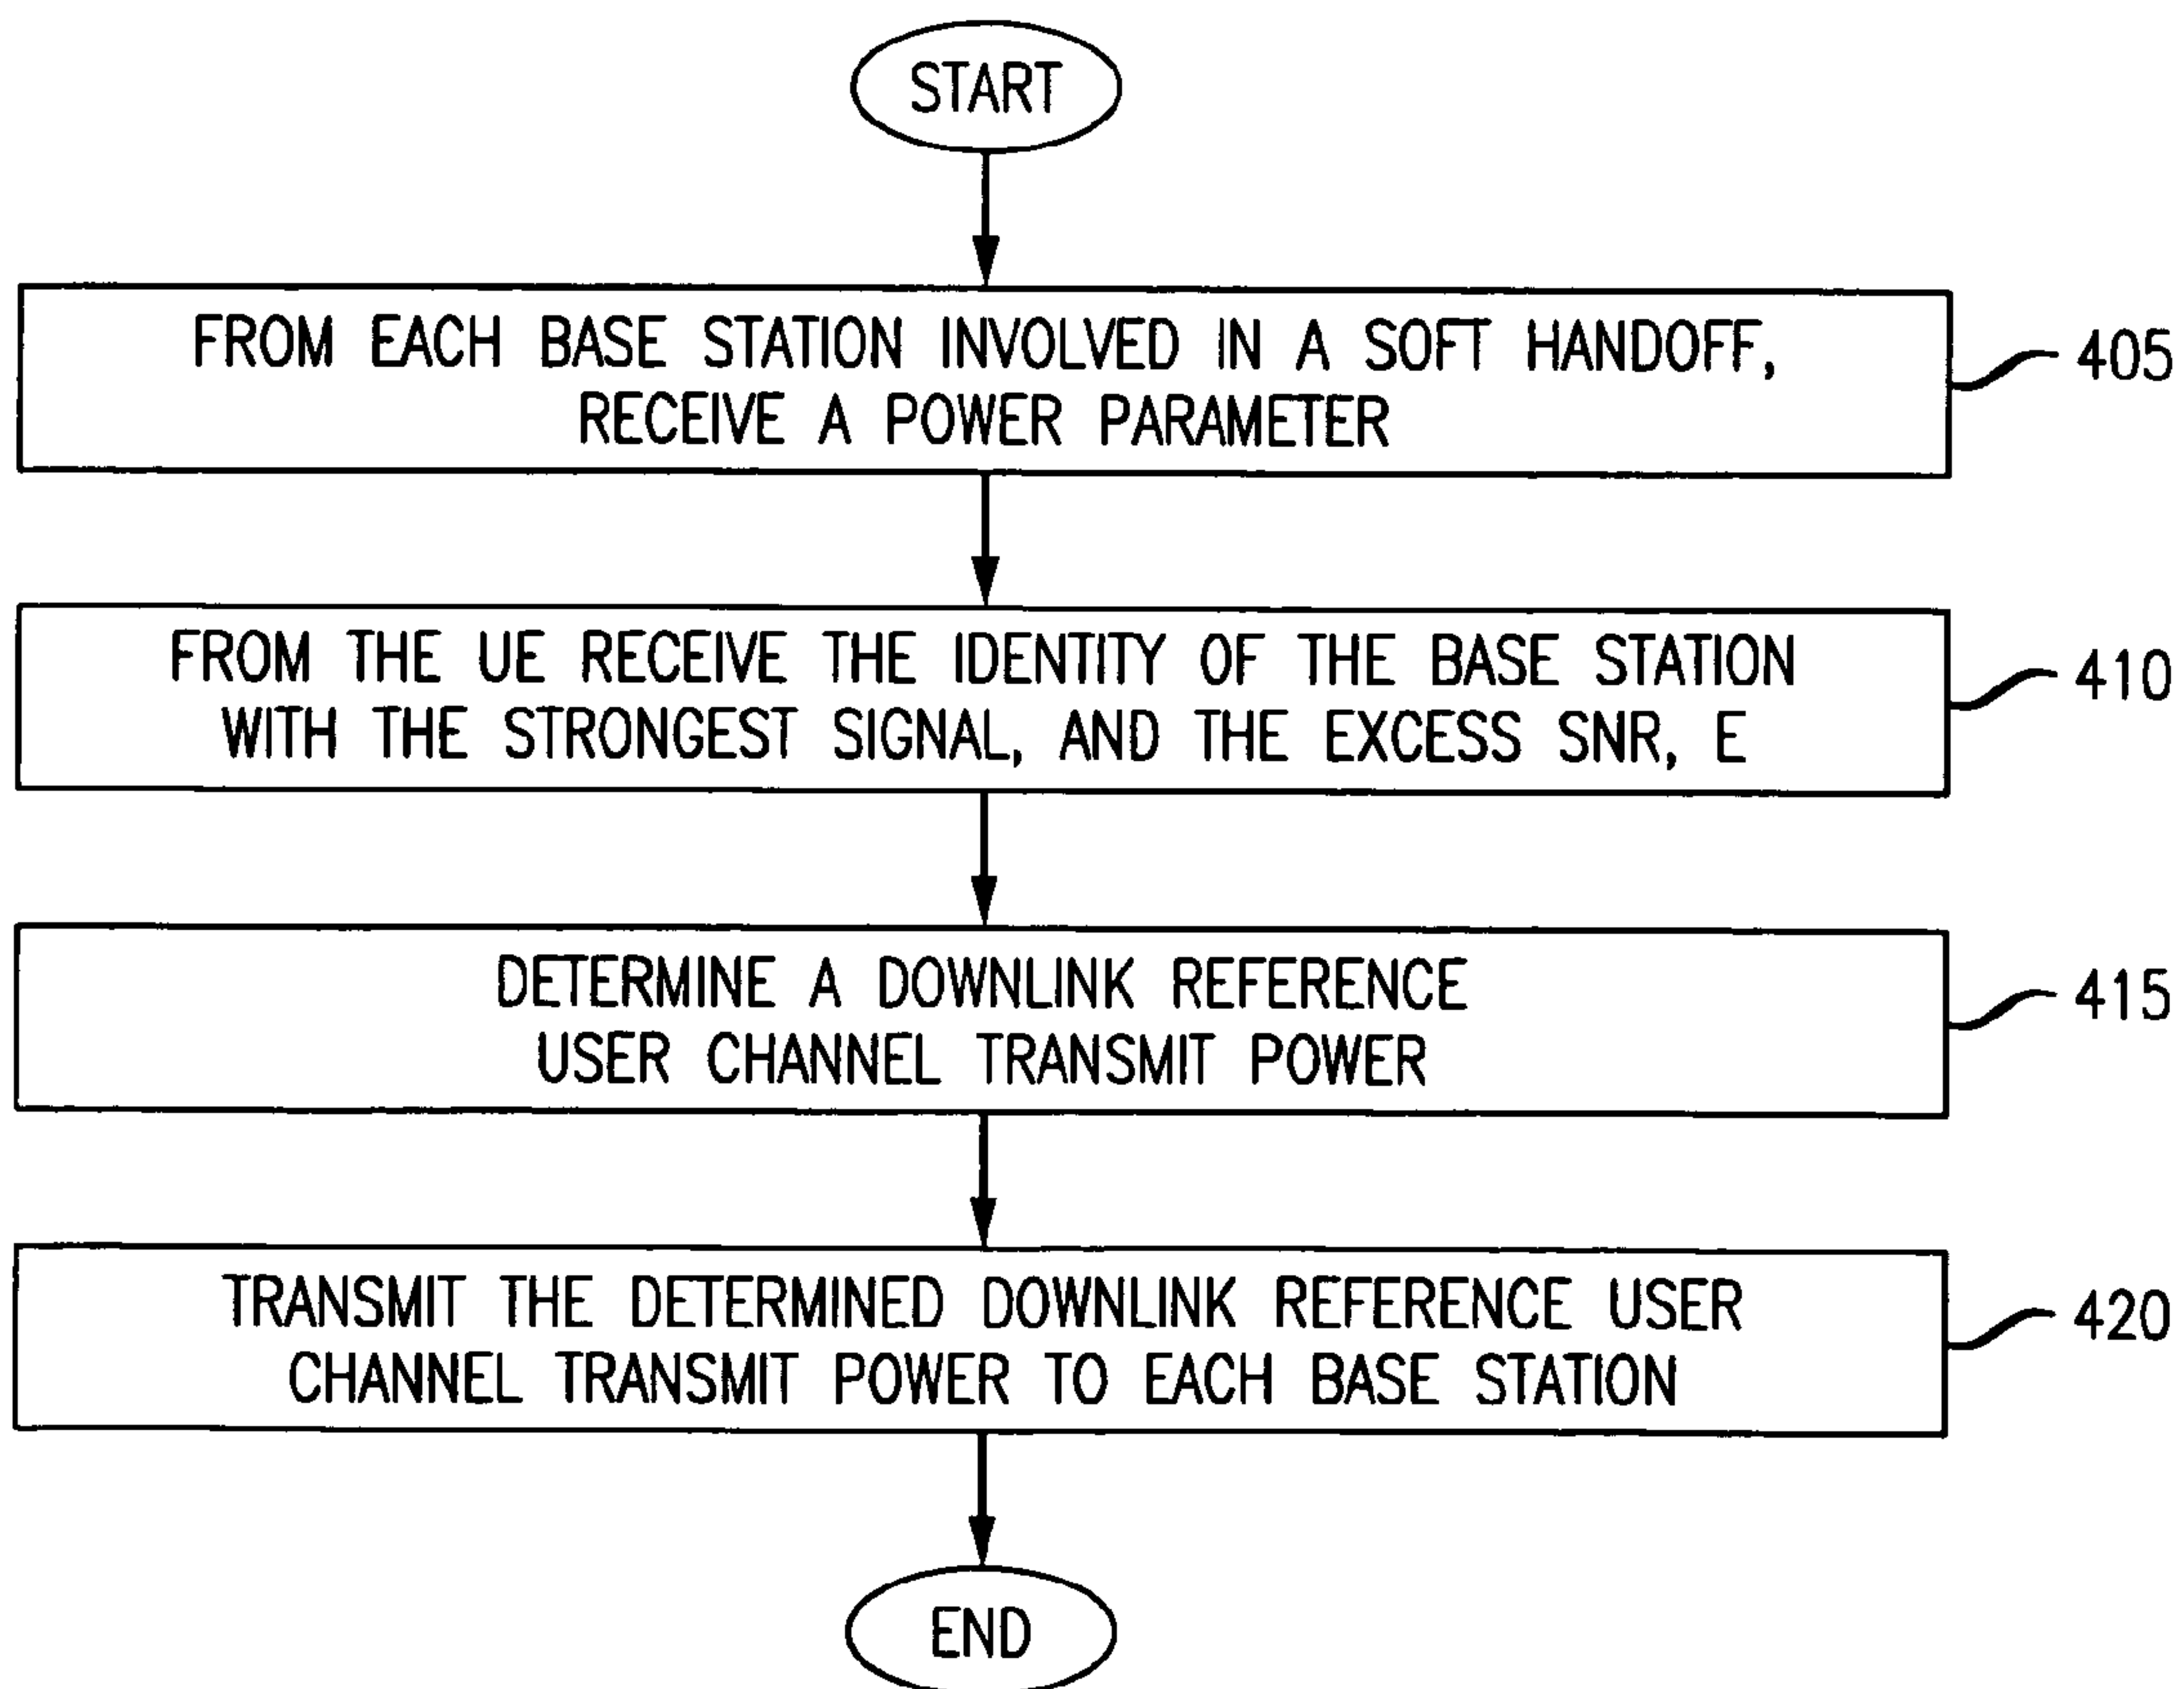 START
FROM EACH BASE STATION INVOLVED IN A SOFT HANDOFF,
RECEIVE A POWER PARAMETER
405
FROM THE UE RECEIVE THE IDENTITY OF THE BASE STATION
WITH THE STRONGEST SIGNAL, AND THE EXCESS SNR, E
410
DETERMINE A DOWNLINK REFERENCE
USER CHANNEL TRANSMIT POWER
415
TRANSMIT THE DETERMINED DOWNLINK REFERENCE USER
CHANNEL TRANSMIT POWER TO EACH BASE STATION
420
END